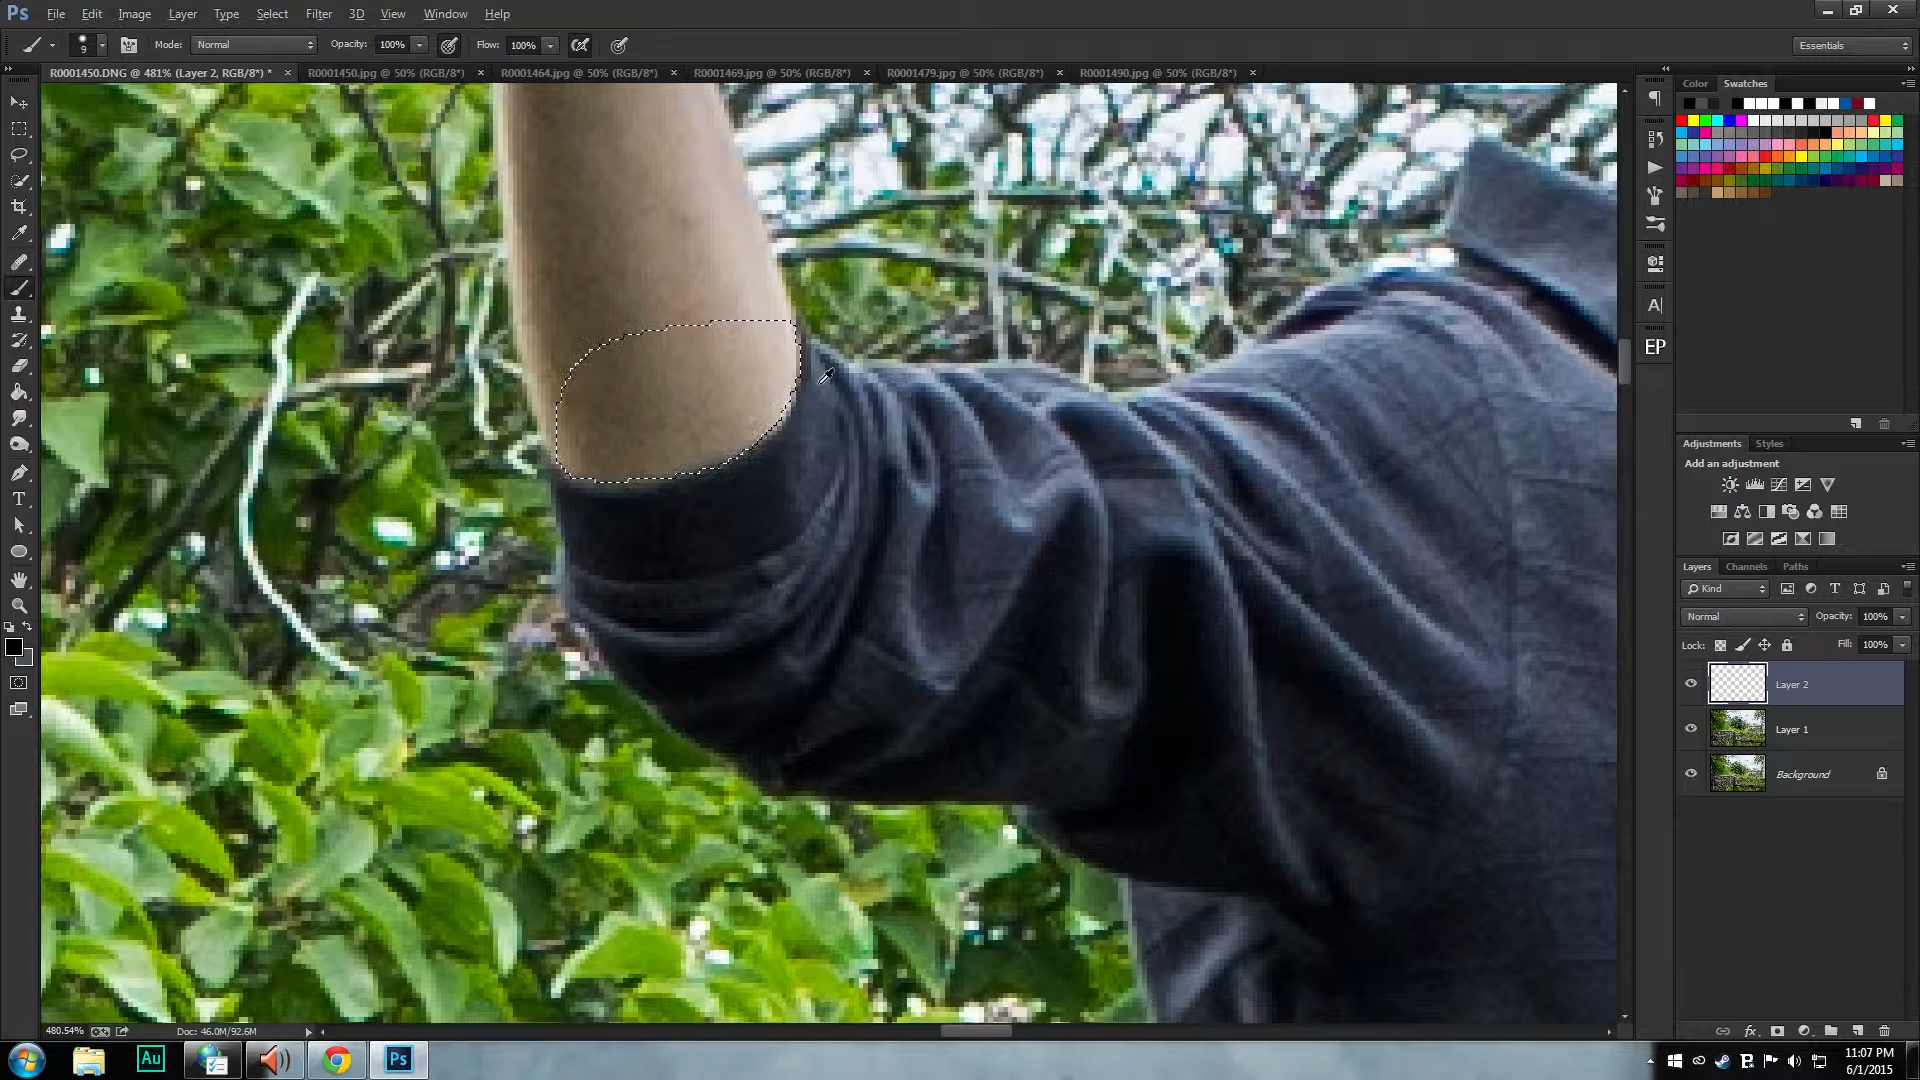 Ps File Edit Image Layer Type Select Filter 3D View Window Help
9 Mode: Normal Opacity: 100% Flow: 100% Essentials
R0001450.DNG @ 481% (Layer 2, RGB/8*) * × R0001450.jpg @ 50% (RGB/8*) × R0001464.jpg @ 50% (RGB/8*) × R0001469.jpg @ 50% (RGB/8*) × R0001479.jpg @ 50% (RGB/8*) × R0001490.jpg @ 50% (RGB/8*) ×
Color Swatches
A
EP
Adjustments Styles
Add an adjustment
T
Layers Channels Paths
Kind T
Normal Opacity: 100%
Lock: Fill: 100%
Layer 2
Layer 1
Background
480.54% Doc: 46.0M/92.6M fx
Au Ps
11:07 PM
6/1/2015